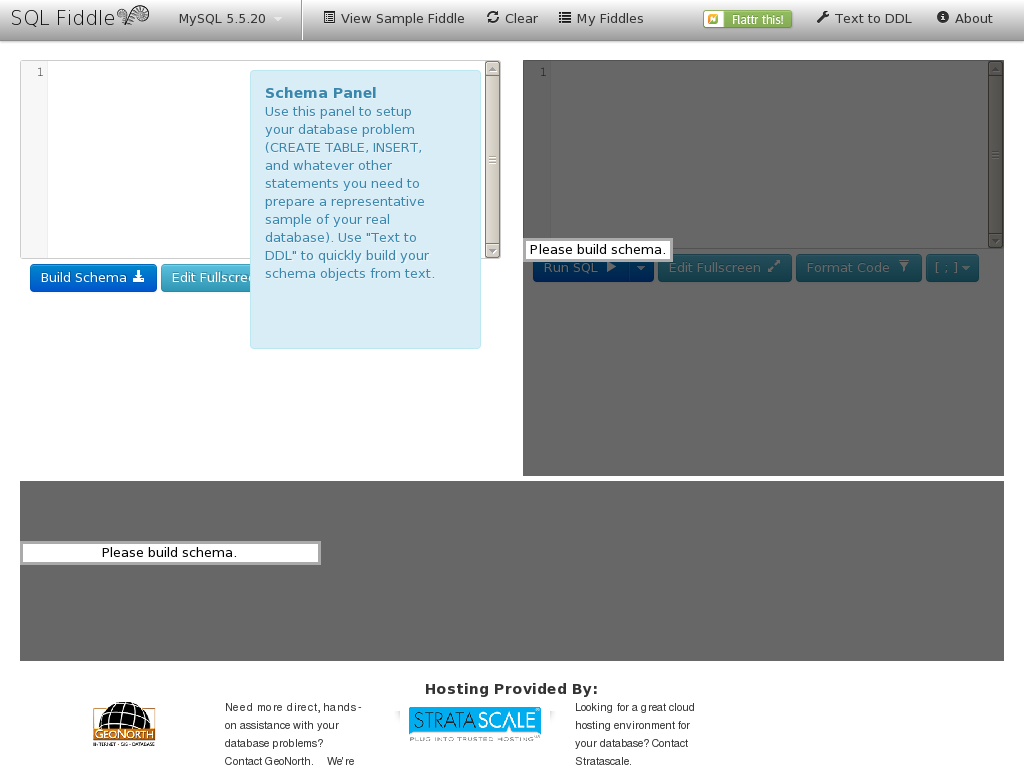 SQL Fiddle
MySQL 5.5.20
View Sample Fiddle
Clear
My Fiddles
Flattr this!
Text to DDL
About
1
Schema Panel
Use this panel to setup
your database problem
(CREATE TABLE, INSERT,
and whatever other
statements you need to
prepare a representative
sample of your real
database). Use "Text to
DDL" to quickly build your
schema objects from text.
Build Schema
Edit Fullscree
1
Please build schema.
Run SQL
Edit Fullscreen
Format Code
[ ; ]
Please build schema.
Hosting Provided By:
GEONORTH
INTERNET - GIS - DATABASE
Need more direct, hands-
on assistance with your
database problems?
Contact GeoNorth. We're
STRATASCALE
PLUG INTO TRUSTED HOSTING
Looking for a great cloud
hosting environment for
your database? Contact
Stratascale.